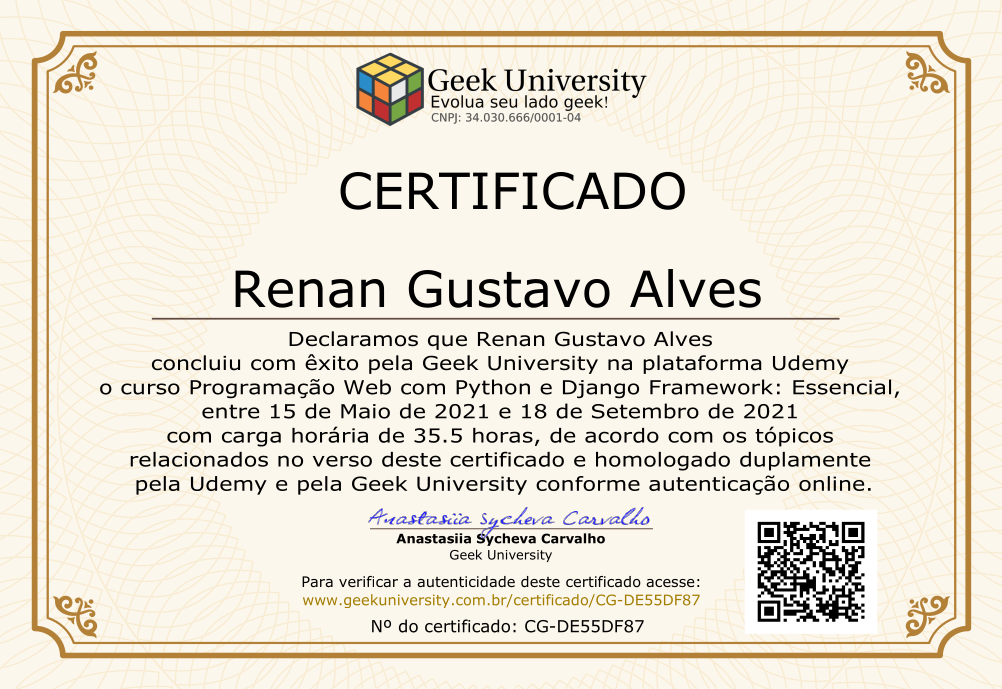 Geek University
Evolua seu lado geek!
CNPJ: 34.030.666/0001-04
CERTIFICADO
Renan Gustavo Alves
Declaramos que Renan Gustavo Alves
concluiu com êxito pela Geek University na plataforma Udemy
o curso Programação Web com Python e Django Framework: Essencial,
entre 15 de Maio de 2021 e 18 de Setembro de 2021
com carga horária de 35.5 horas, de acordo com os tópicos
relacionados no verso deste certificado e homologado duplamente
pela Udemy e pela Geek University conforme autenticação online.
Anastasiia Sycheva Carvalho
Anastasiia Sycheva Carvalho
Geek University
Para verificar a autenticidade deste certificado acesse:
www.geekuniversity.com.br/certificado/CG-DE55DF87
Nº do certificado: CG-DE55DF87